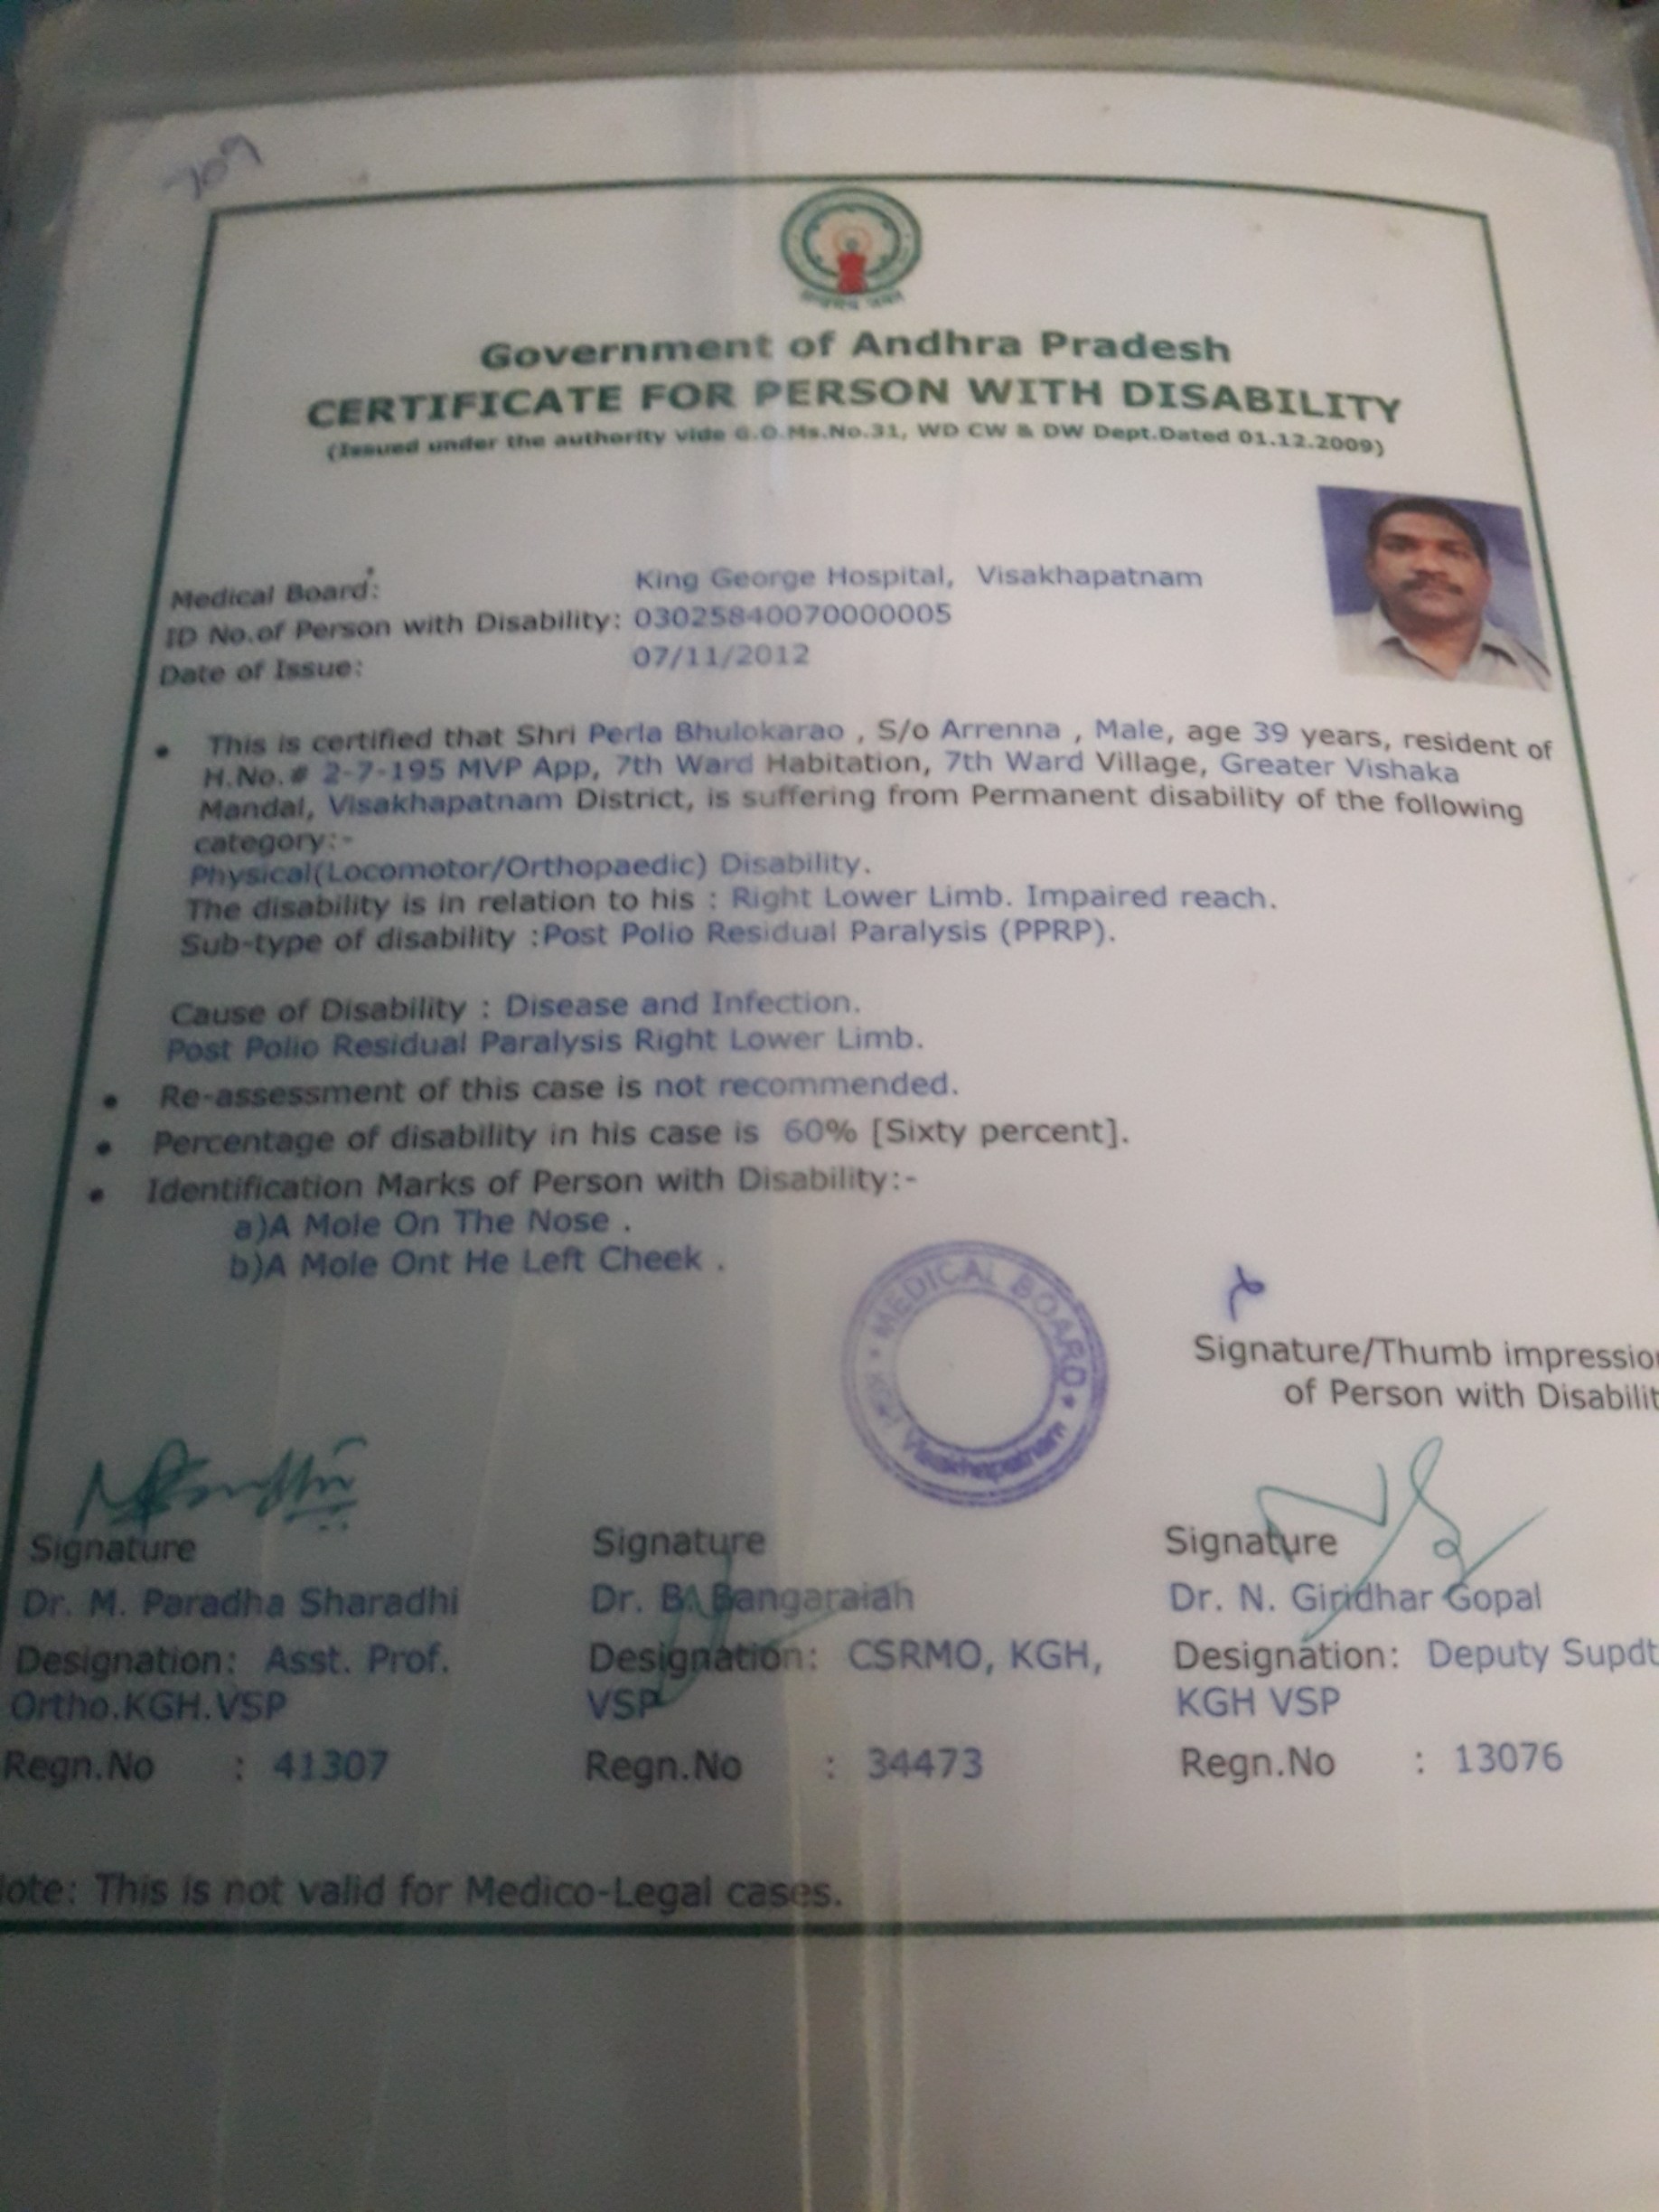 709
Government of Andhra Pradesh
CERTIFICATE FOR PERSON WITH DISABILITY
(Issued under the authority vide G.O.Ms.No.31, WD CW & DW Dept.Dated 01.12.2009)
Medical Board: King George Hospital, Visakhapatnam
ID No.of Person with Disability: 03025840070000005
Date of Issue: 07/11/2012
• This is certified that Shri Perla Bhulokarao , S/o Arrenna , Male, age 39 years, resident of
H.No.# 2-7-195 MVP App, 7th Ward Habitation, 7th Ward Village, Greater Vishaka
Mandal, Visakhapatnam District, is suffering from Permanent disability of the following
category:-
Physical(Locomotor/Orthopaedic) Disability.
The disability is in relation to his : Right Lower Limb. Impaired reach.
Sub-type of disability :Post Polio Residual Paralysis (PPRP).
Cause of Disability : Disease and Infection.
Post Polio Residual Paralysis Right Lower Limb.
• Re-assessment of this case is not recommended.
• Percentage of disability in his case is 60% [Sixty percent].
• Identification Marks of Person with Disability:-
a)A Mole On The Nose .
b)A Mole Ont He Left Cheek .
MEDICAL BOARD
Visakhapatnam
Signature/Thumb impressio
of Person with Disabilit
Signature Signature Signature
Dr. M. Paradha Sharadhi Dr. B. Bangaraiah Dr. N. Giridhar Gopal
Designation: Asst. Prof. Designation: CSRMO, KGH, Designation: Deputy Supdt
Ortho.KGH.VSP VSP KGH VSP
Regn.No : 41307 Regn.No : 34473 Regn.No : 13076
ote: This is not valid for Medico-Legal cases.